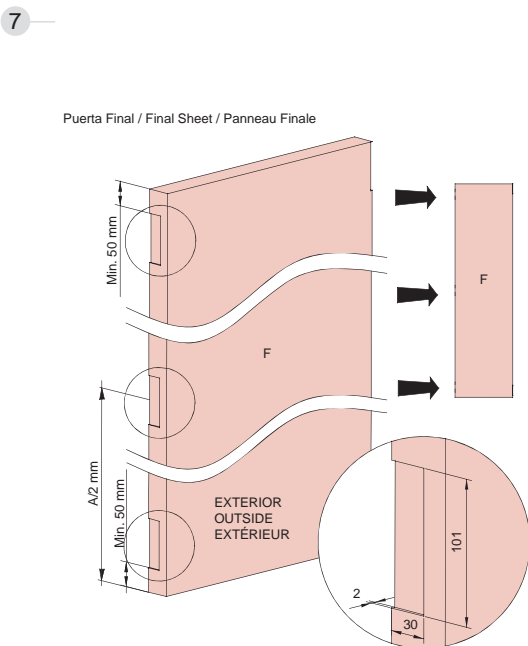 7
Puerta Final / Final Sheet / Panneau Finale
Min. 50 mm
F
F
A/2 mm
Min. 50 mm
EXTERIOR
OUTSIDE
EXTÉRIEUR
101
2
30